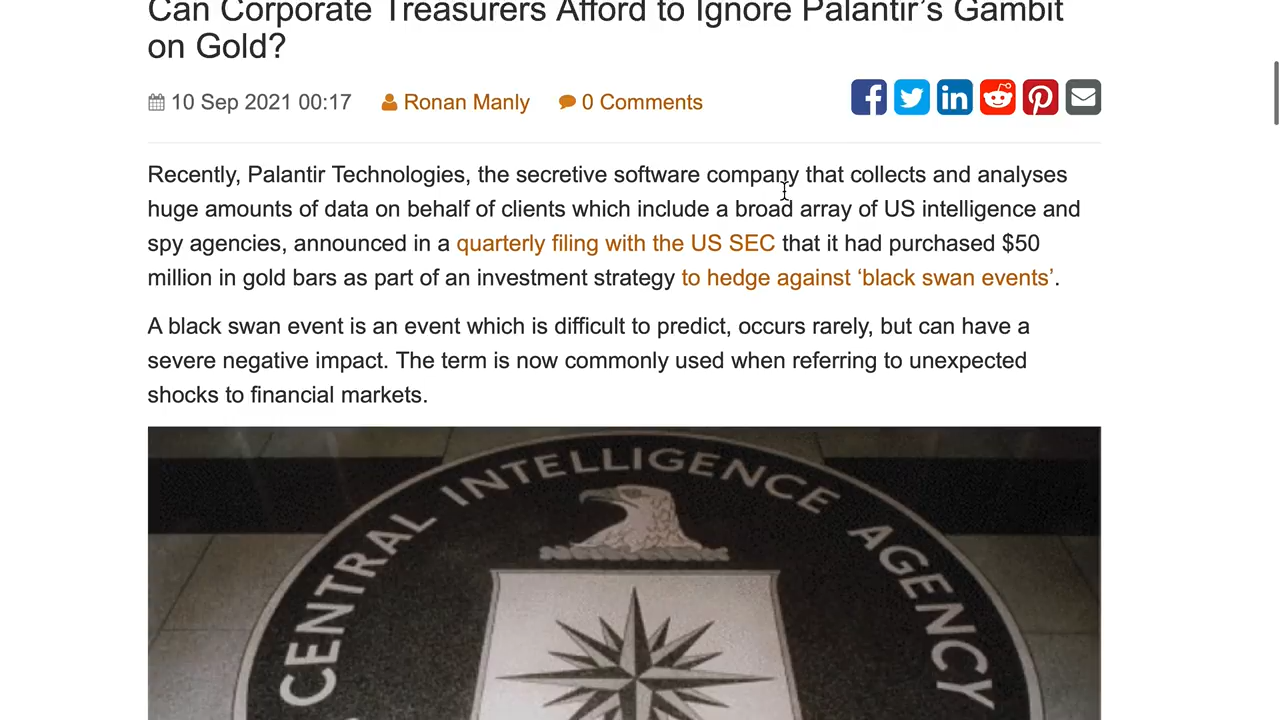 Can Corporate Treasurers Afford to Ignore Palantir’s Gambit
on Gold?
10 Sep 2021 00:17 Ronan Manly 0 Comments
Recently, Palantir Technologies, the secretive software company that collects and analyses
huge amounts of data on behalf of clients which include a broad array of US intelligence and
spy agencies, announced in a quarterly filing with the US SEC that it had purchased $50
million in gold bars as part of an investment strategy to hedge against ‘black swan events’.
A black swan event is an event which is difficult to predict, occurs rarely, but can have a
severe negative impact. The term is now commonly used when referring to unexpected
shocks to financial markets.
CENTRAL INTELLIGENCE AGENCY